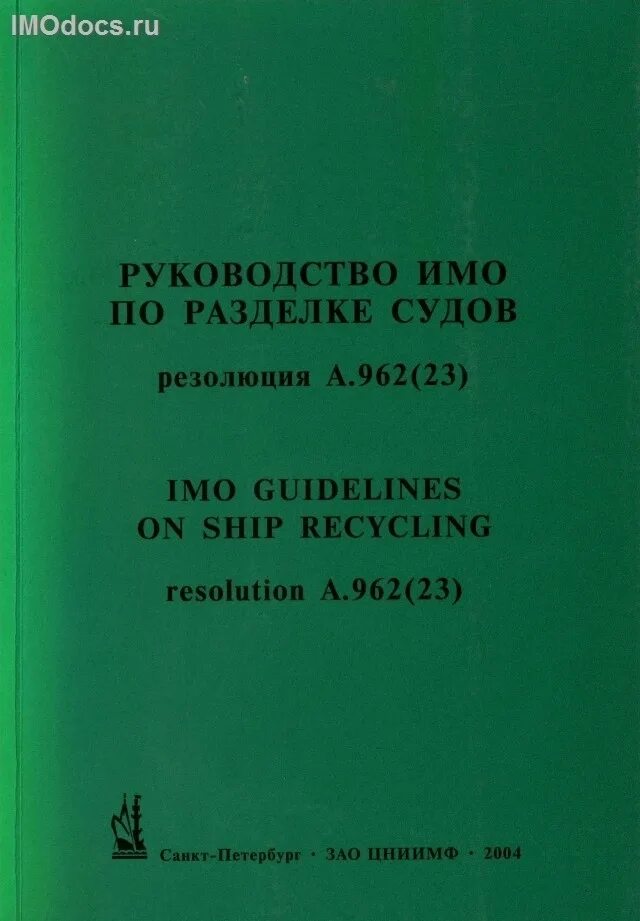 IMOdocs.ru
РУКОВОДСТВО ИМО
ПО РАЗДЕЛКЕ СУДОВ
резолюция А.962(23)
IMO GUIDELINES
ON SHIP RECYCLING
resolution A.962(23)
Санкт-Петербург · ЗАО ЦНИИМФ · 2004